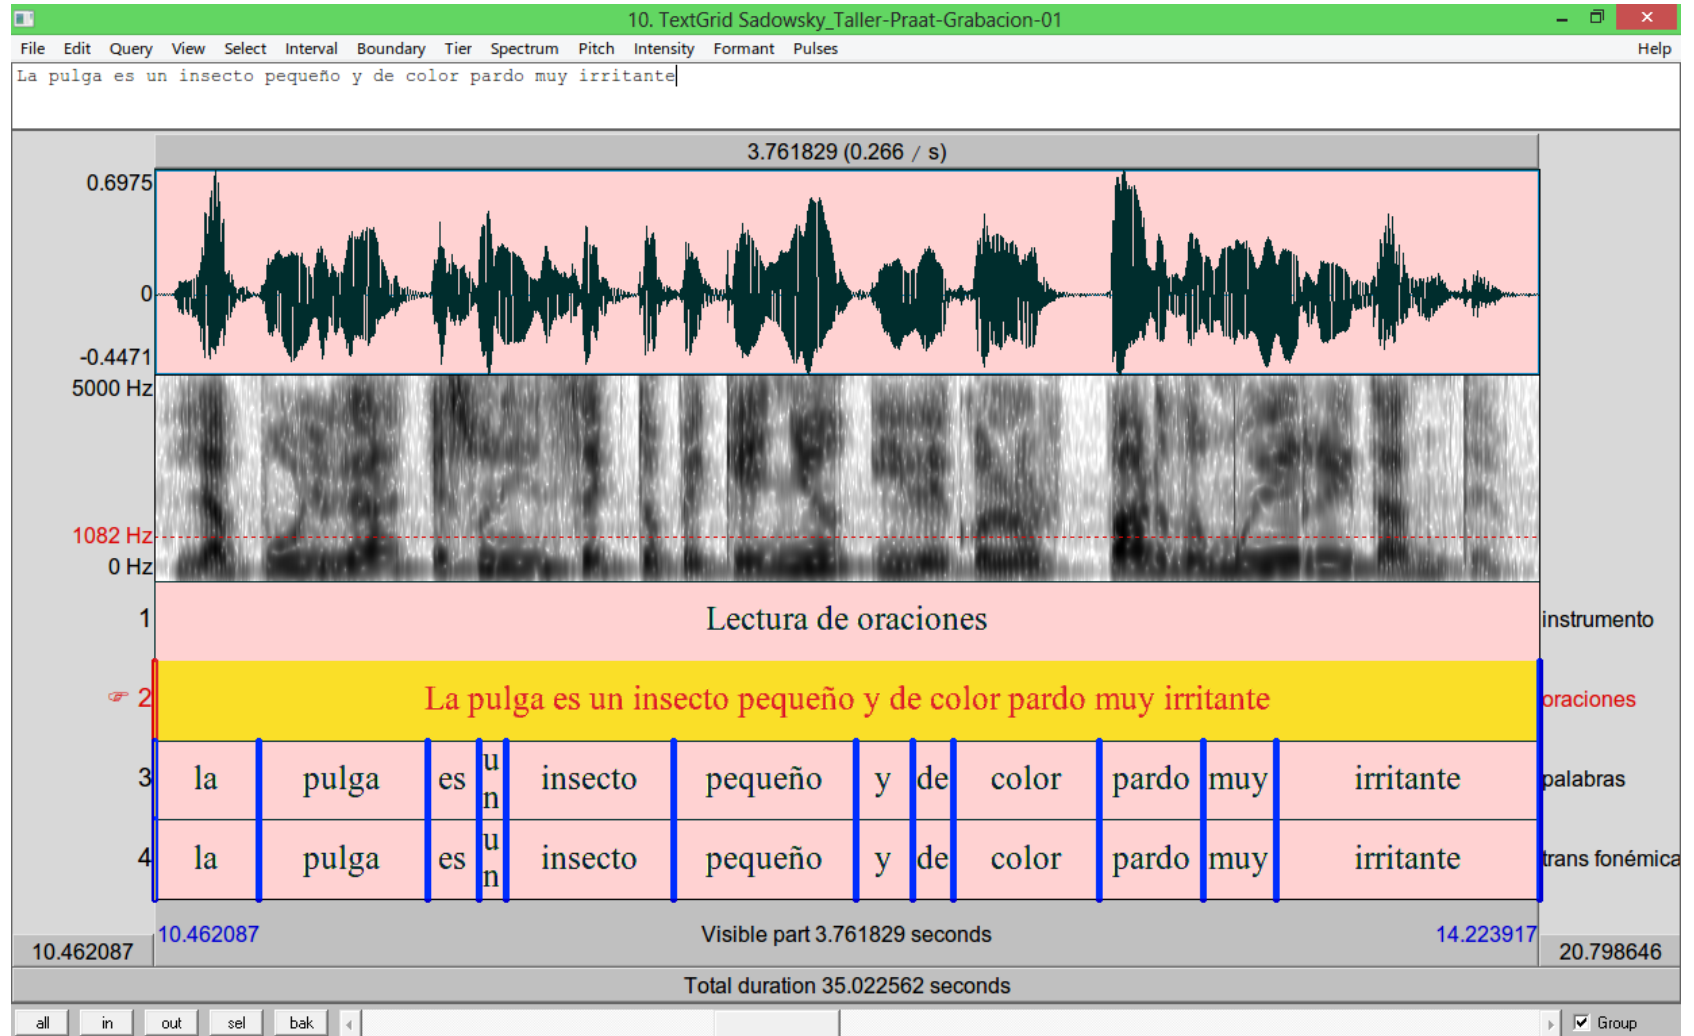 10. TextGrid Sadowsky_Taller-Praat-Grabacion-01
File Edit Query View Select Interval Boundary Tier Spectrum Pitch Intensity Formant Pulses Help
La pulga es un insecto pequeño y de color pardo muy irritante
3.761829 (0.266 / s)
0.6975
0
-0.4471
5000 Hz
1082 Hz
0 Hz
1 Lectura de oraciones instrumento
2 La pulga es un insecto pequeño y de color pardo muy irritante oraciones
3 la pulga es un insecto pequeño y de color pardo muy irritante palabras
4 la pulga es un insecto pequeño y de color pardo muy irritante trans fonémica
10.462087 Visible part 3.761829 seconds 14.223917
10.462087 20.798646
Total duration 35.022562 seconds
all in out sel bak Group